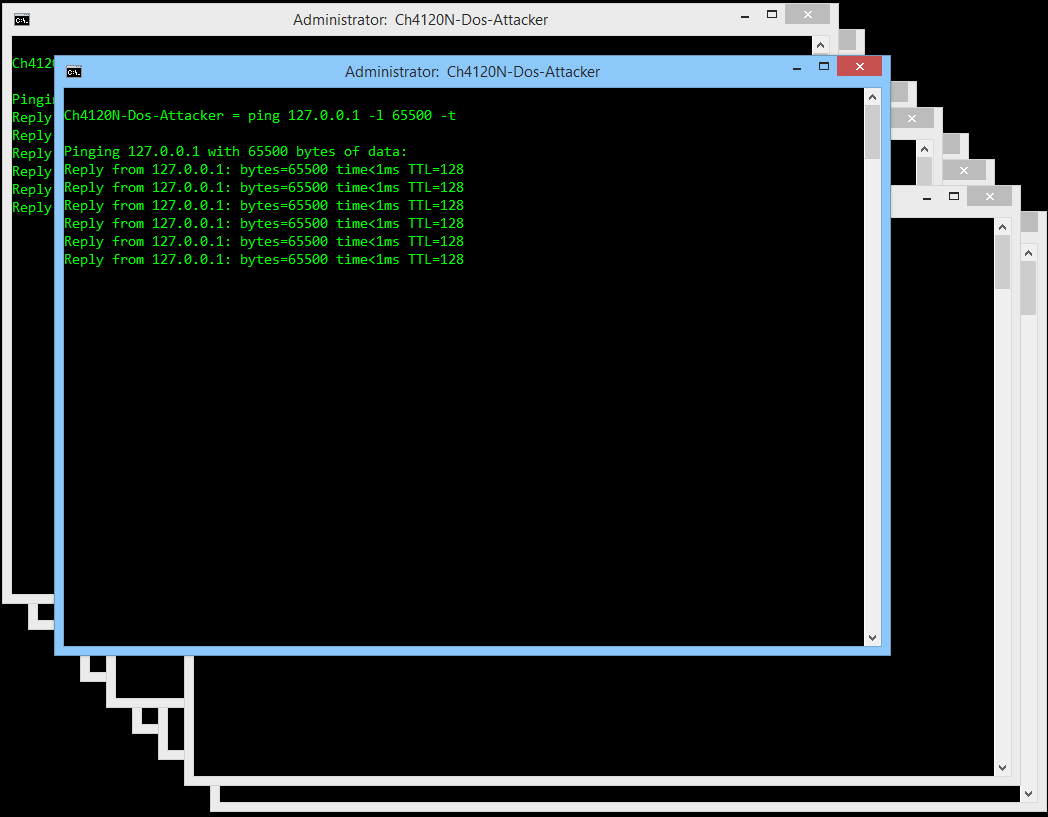 Administrator: Ch4120N-Dos-Attacker
Ch412
Pingi
Reply
Reply
Reply
Reply
Reply
Reply
Administrator: Ch4120N-Dos-Attacker
Ch4120N-Dos-Attacker = ping 127.0.0.1 -l 65500 -t
Pinging 127.0.0.1 with 65500 bytes of data:
Reply from 127.0.0.1: bytes=65500 time<1ms TTL=128
Reply from 127.0.0.1: bytes=65500 time<1ms TTL=128
Reply from 127.0.0.1: bytes=65500 time<1ms TTL=128
Reply from 127.0.0.1: bytes=65500 time<1ms TTL=128
Reply from 127.0.0.1: bytes=65500 time<1ms TTL=128
Reply from 127.0.0.1: bytes=65500 time<1ms TTL=128